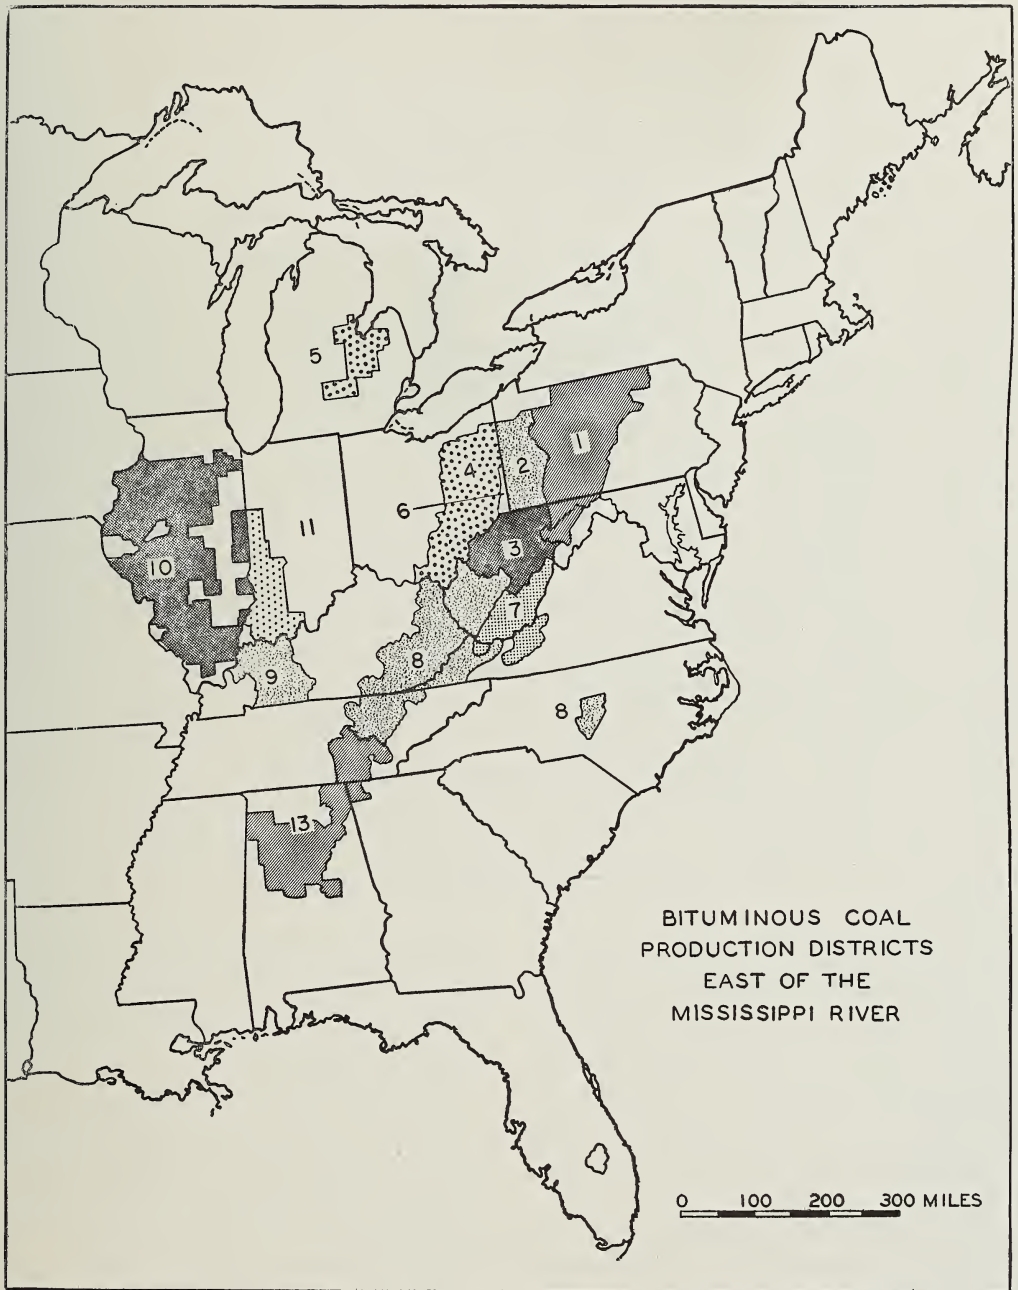 5
1
4
2
6
11
3
10
7
8
9
8
13
BITUMINOUS COAL
PRODUCTION DISTRICTS
EAST OF THE
MISSISSIPPI RIVER
0 100 200 300 MILES